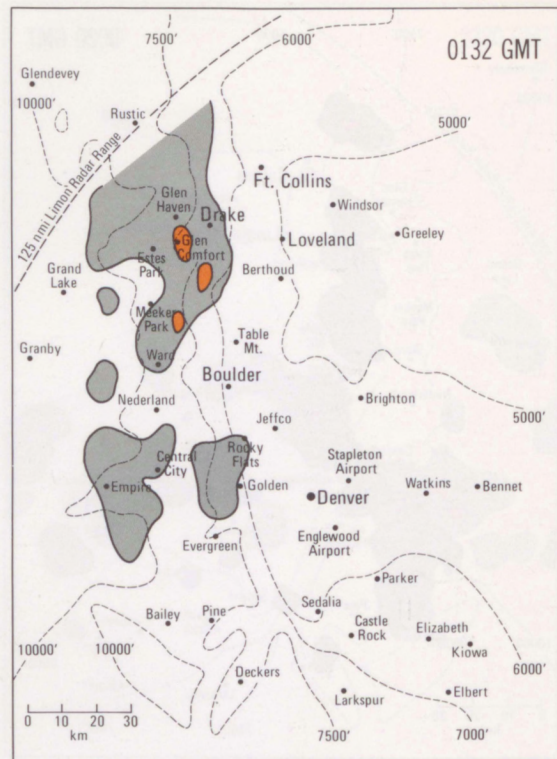 7500'
6000'
0132 GMT
Glendevey
10000'
Rustic
5000'
125 nmi Limon Radar Range
Ft. Collins
Glen
Haven
Drake
Windsor
Loveland
Greeley
Glen
Comfort
Estes
Park
Grand
Lake
Berthoud
Meeker
Park
Table
Mt.
Granby
Ward
Boulder
Nederland
Brighton
5000'
Jeffco
Rocky
Flats
Central
City
Stapleton
Airport
Empire
Golden
Denver
Watkins
Bennet
Evergreen
Englewood
Airport
Parker
Bailey
Pine
Sedalia
Castle
Rock
Elizabeth
Kiowa
10000'
10000'
6000'
Deckers
Larkspur
Elbert
0 10 20 30
km
7500'
7000'